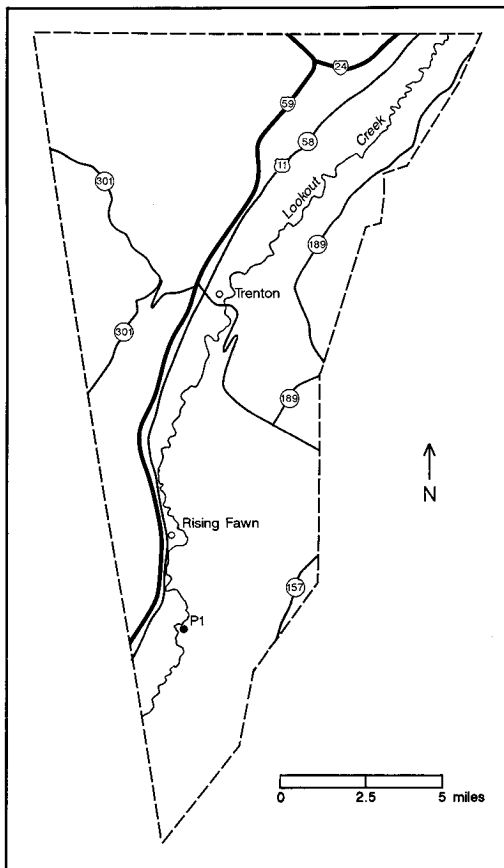 24
59
58
11
Lookout Creek
301
189
Trenton
301
189
N
Rising Fawn
157
P1
0 2.5 5 miles